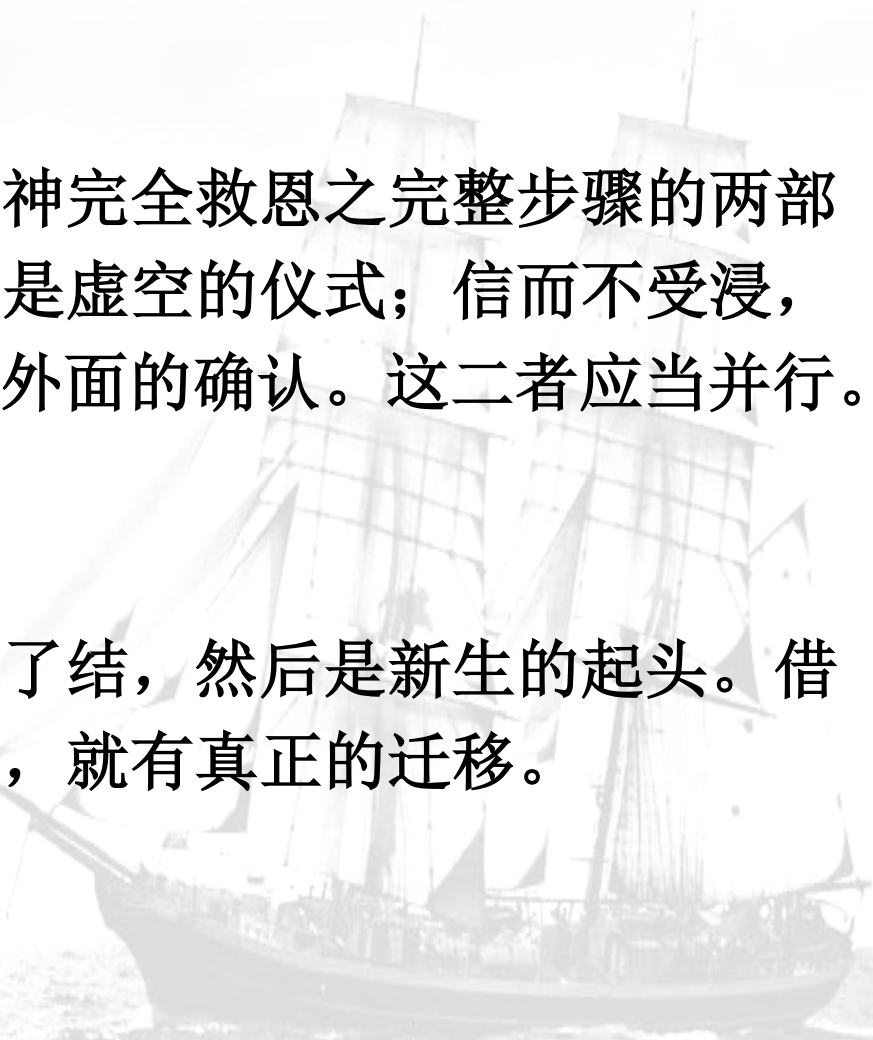 神完全救恩之完整步骤的两部
是虚空的仪式；信而不受浸，
外面的确认。这二者应当并行。
了结，然后是新生的起头。借
，就有真正的迁移。